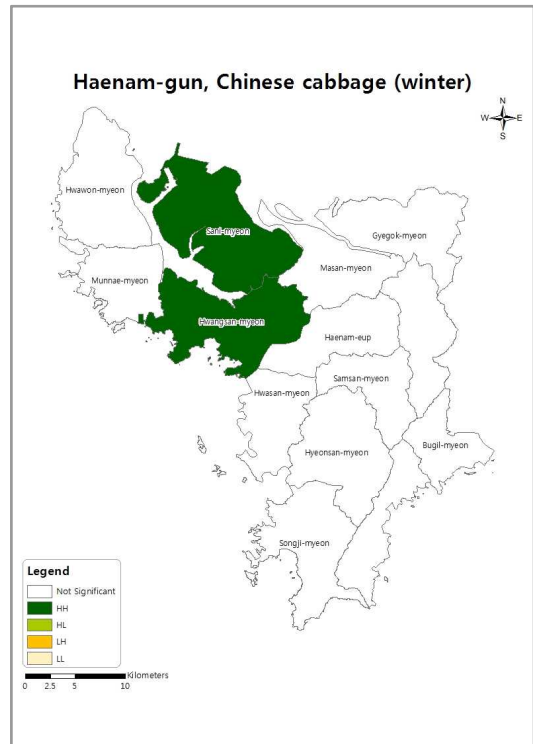 Haenam-gun, Chinese cabbage (winter)
N
W E
S
Hwawon-myeon
Sani-myeon
Gyegok-myeon
Masan-myeon
Munnae-myeon
Hwangsan-myeon
Haenam-eup
Samsan-myeon
Hwasan-myeon
Bugil-myeon
Hyeonsan-myeon
Songji-myeon
Legend
Not Significant
HH
HL
LH
LL
Kilometers
0 2.5 5 10